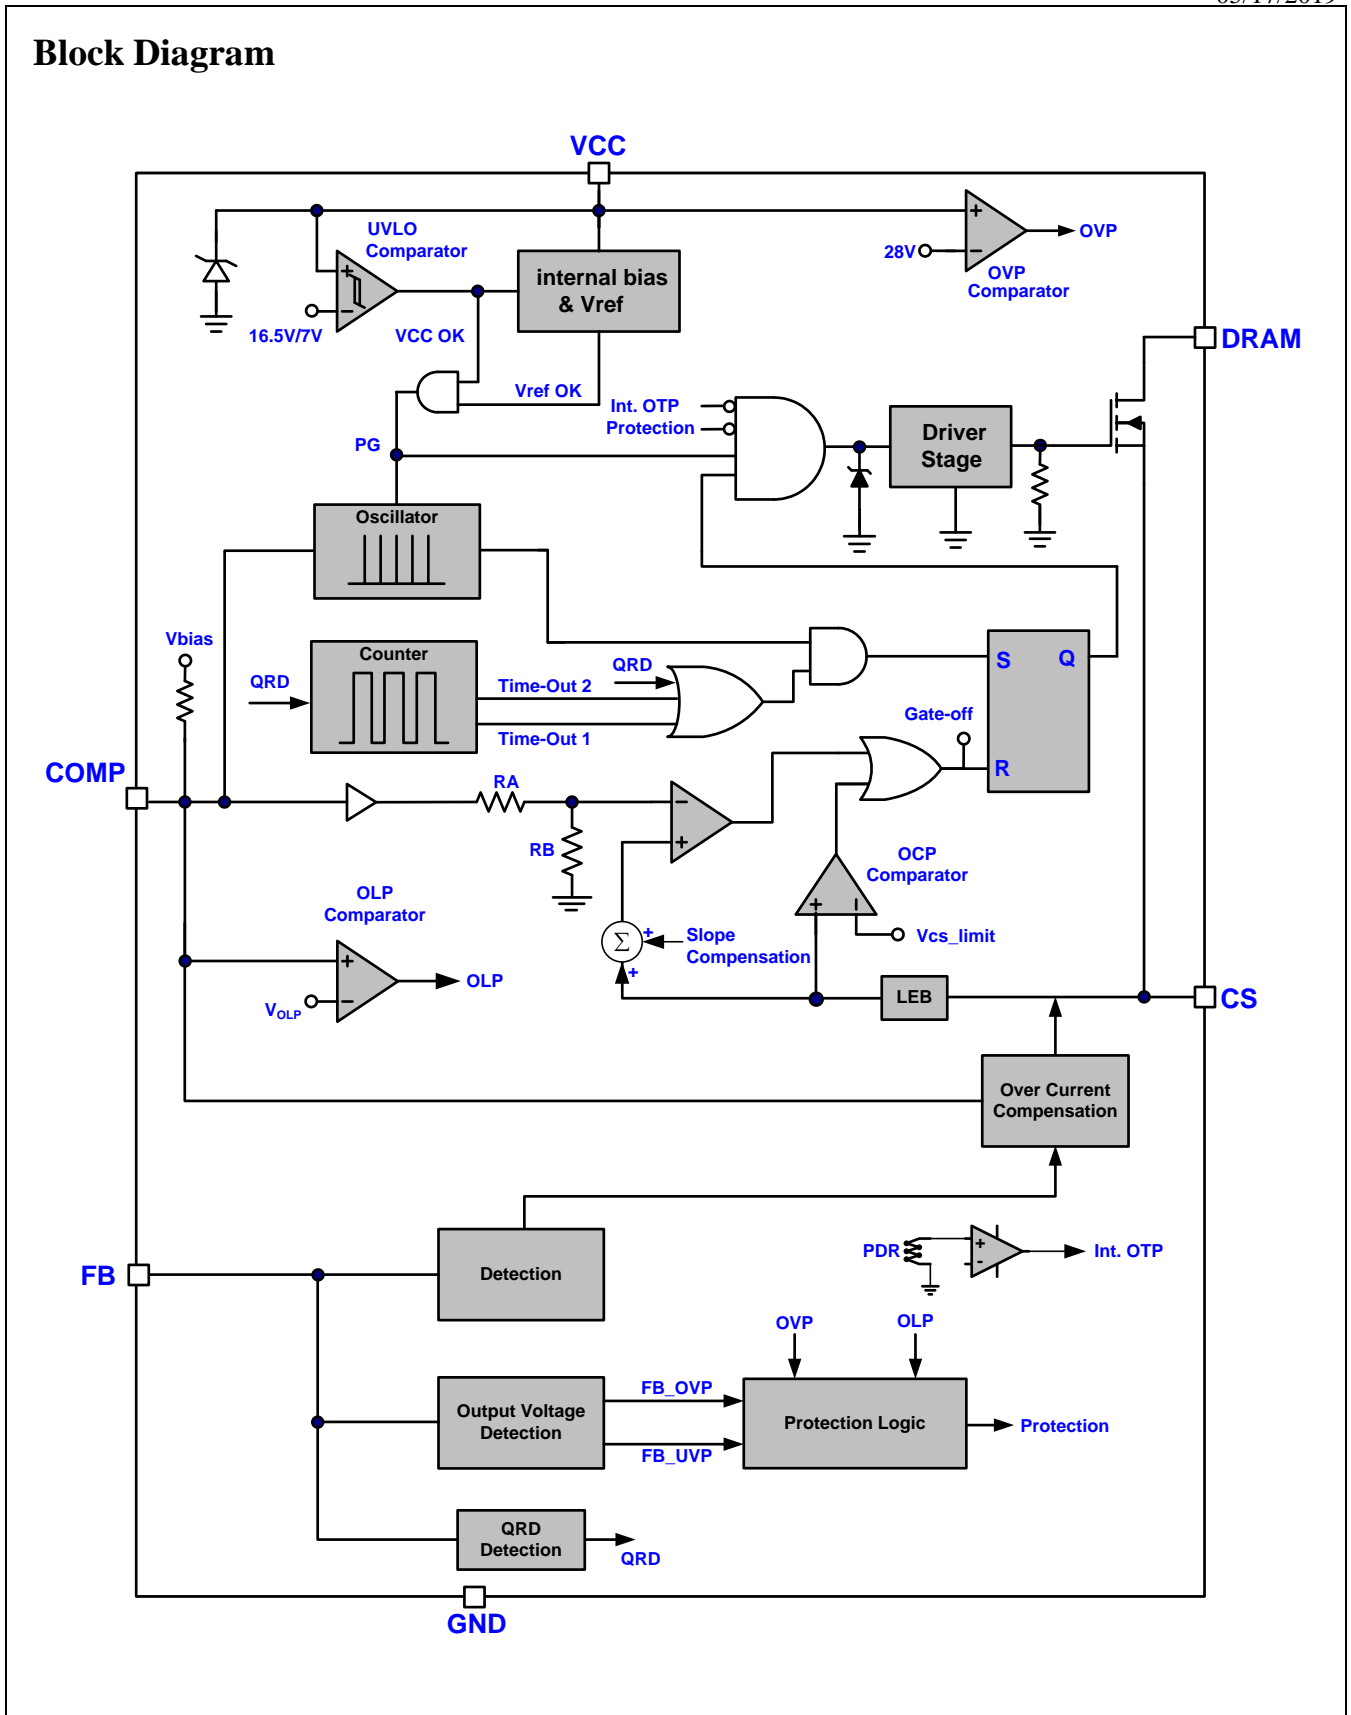 Block Diagram
VCC
UVLO
Comparator
+
−
16.5V/7V
VCC OK
internal bias
& Vref
Vref OK
28V
+
−
OVP
OVP
Comparator
DRAM
PG
Int. OTP
Protection
Driver
Stage
Oscillator
Vbias
QRD
Counter
Time-Out 2
Time-Out 1
QRD
S
Q
R
Gate-off
COMP
RA
RB
−
+
OCP
Comparator
+
−
Vcs_limit
OLP
Comparator
+
−
VOLP
OLP
Σ
+
+
Slope
Compensation
LEB
CS
Over Current
Compensation
FB
Detection
PDR
+
-
Int. OTP
OVP
OLP
Output Voltage
Detection
FB_OVP
FB_UVP
Protection Logic
Protection
QRD
Detection
QRD
GND